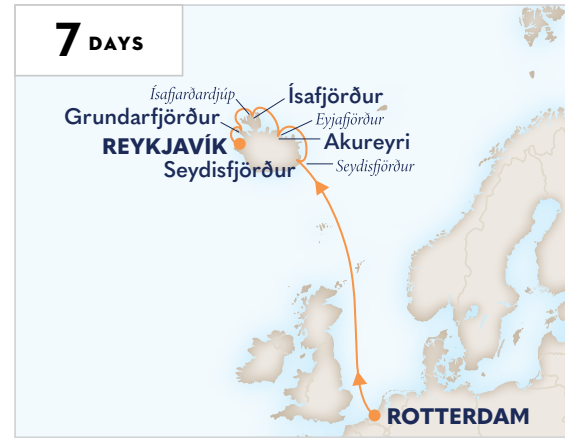 7 DAYS
Ísafjarðardjúp
Ísafjörður
Grundarfjörður
Eyjafjörður
REYKJAVÍK
Akureyri
Seydisfjörður
Seydisfjörður
ROTTERDAM